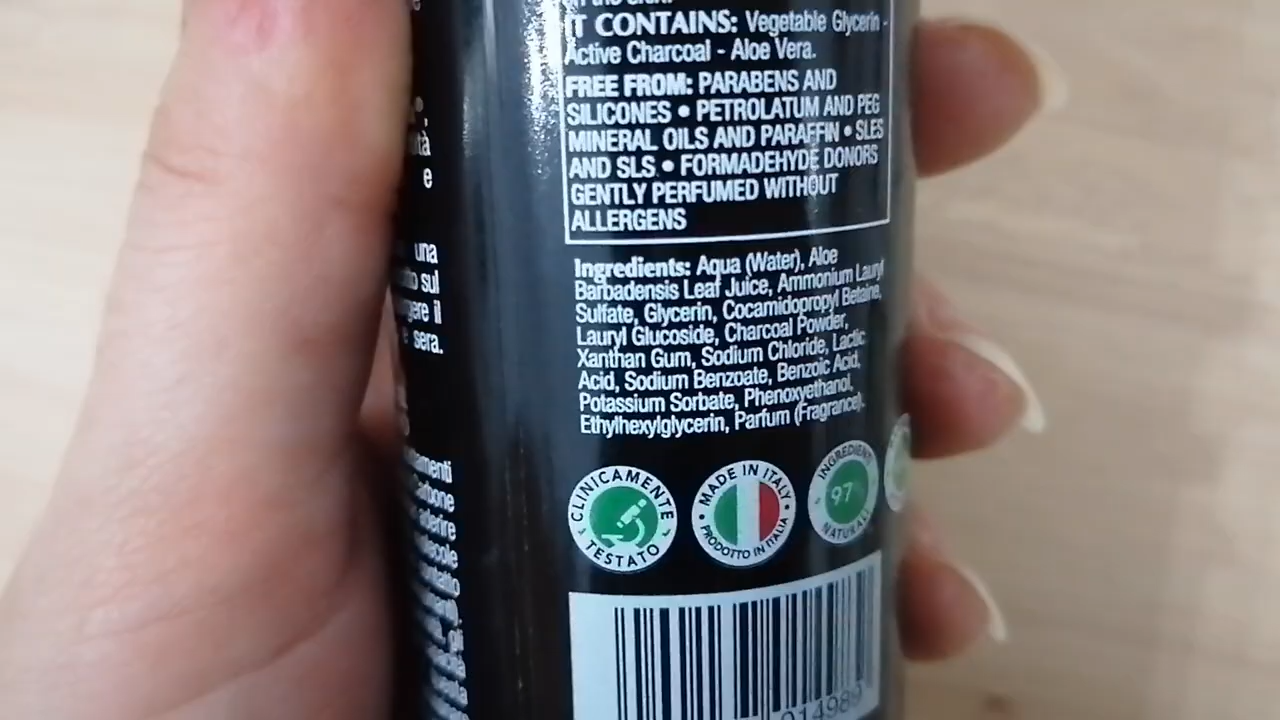 IT CONTAINS: Vegetable Glycerin -
Active Charcoal - Aloe Vera.
FREE FROM: PARABENS AND
SILICONES • PETROLATUM AND PEG
MINERAL OILS AND PARAFFIN • SLES
AND SLS • FORMADEHYDE DONORS
GENTLY PERFUMED WITHOUT
ALLERGENS
Ingredients: Aqua (Water), Aloe
Barbadensis Leaf Juice, Ammonium Lauryl
Sulfate, Glycerin, Cocamidopropyl Betaine,
Lauryl Glucoside, Charcoal Powder,
Xanthan Gum, Sodium Chloride, Lactic
Acid, Sodium Benzoate, Benzoic Acid,
Potassium Sorbate, Phenoxyethanol,
Ethylhexylglycerin, Parfum (Fragrance).
CLINICAMENTE
TESTATO
MADE IN ITALY
PRODOTTO IN ITALIA
97
e
una
sul
il
sera.